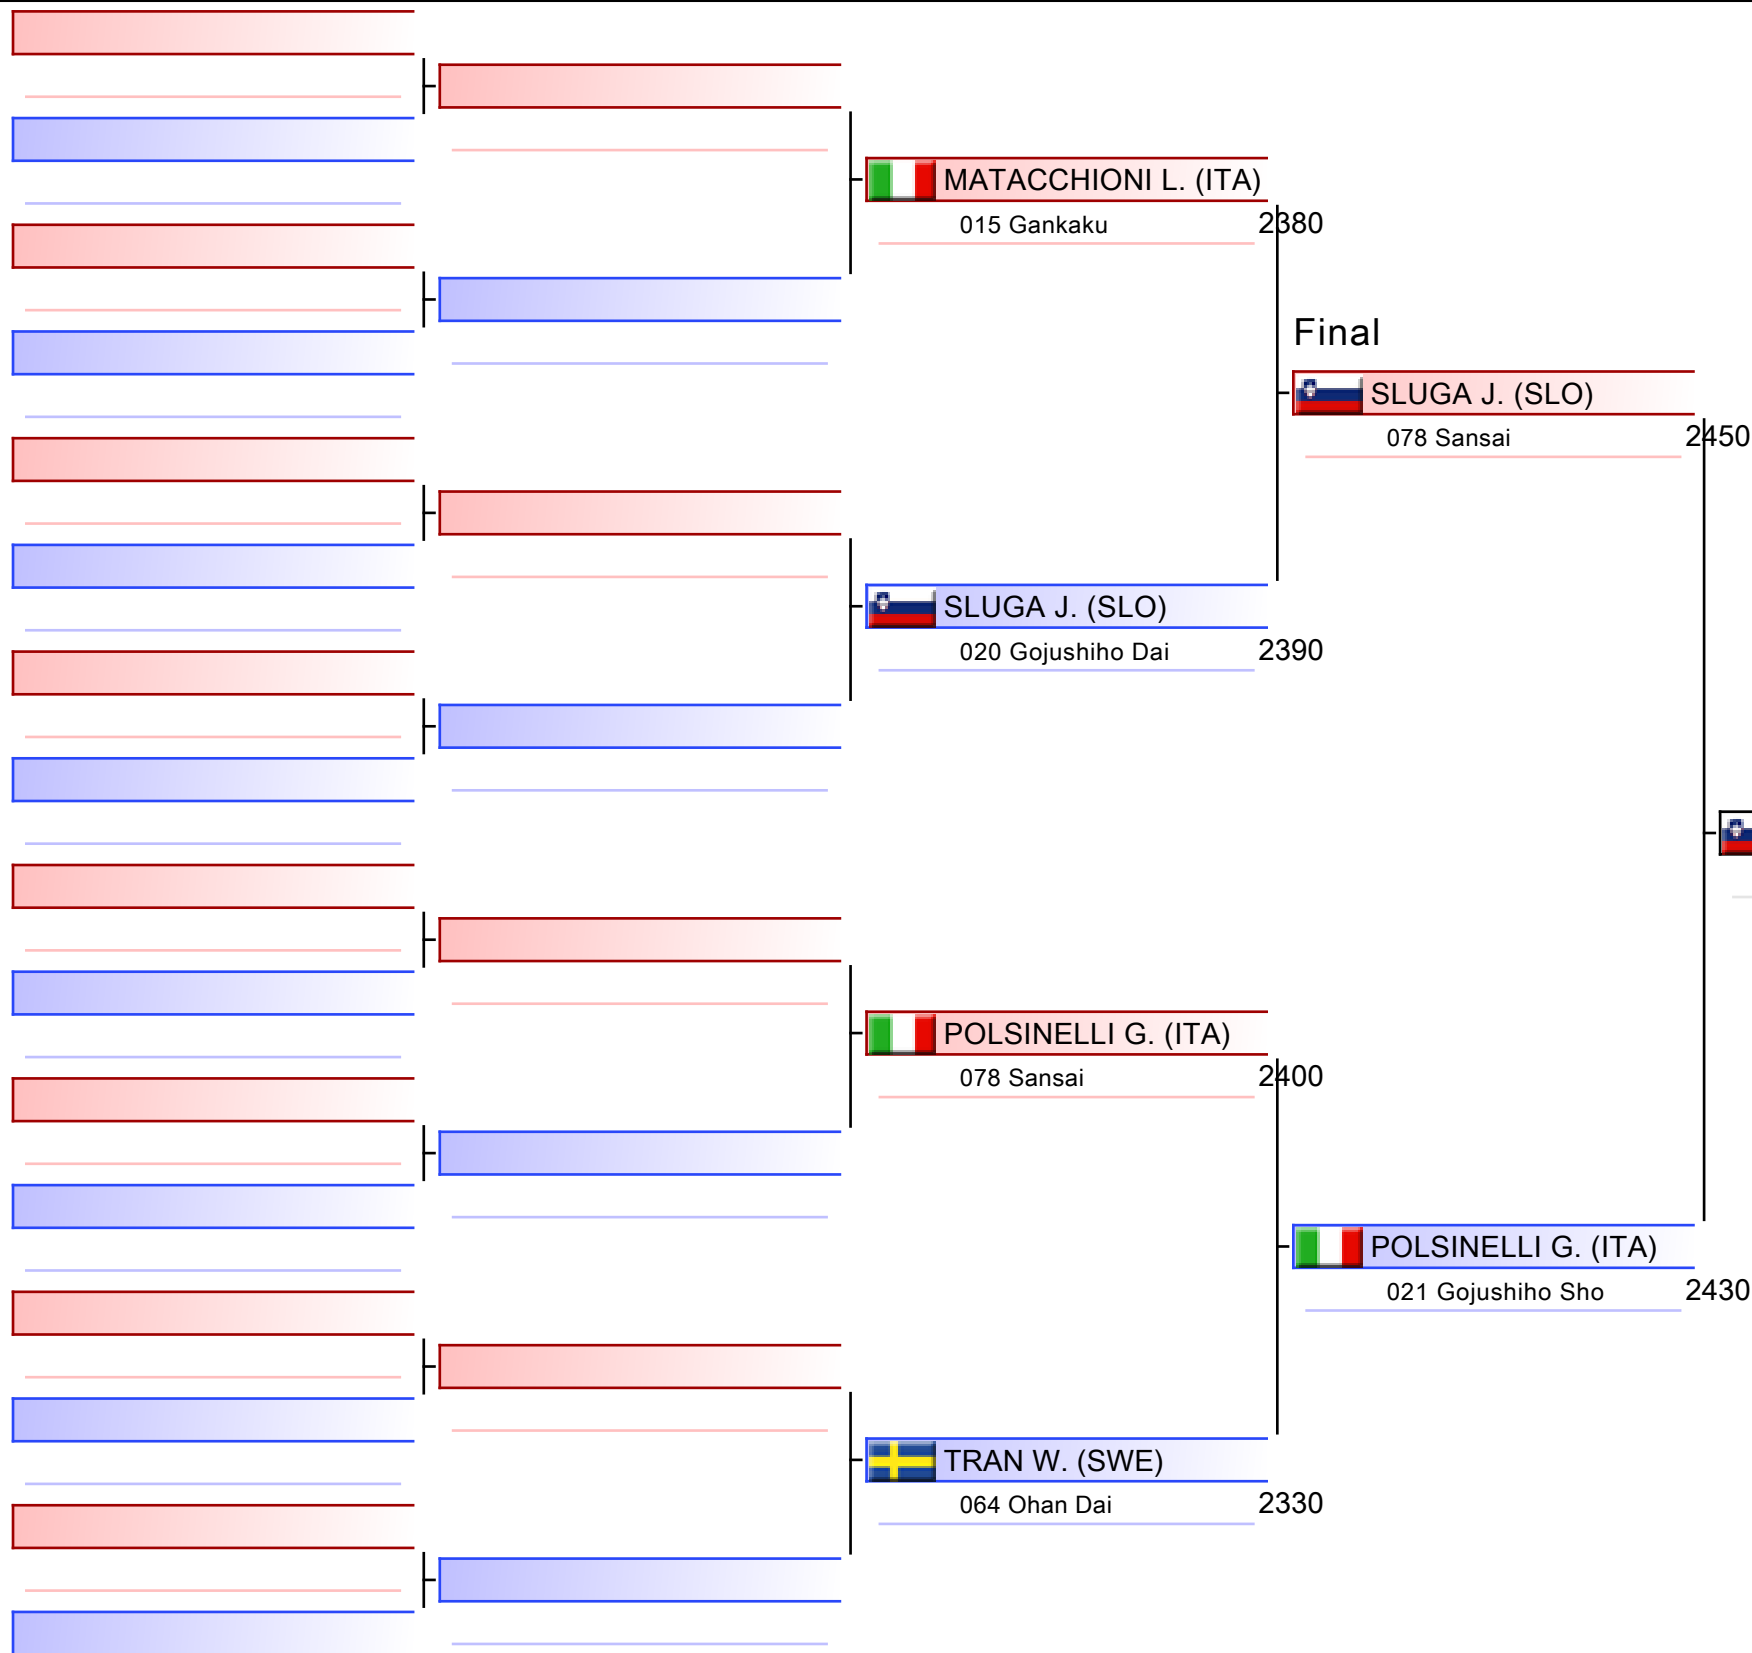 MATACCHIONI L. (ITA)
015 Gankaku 2380
Final
SLUGA J. (SLO)
078 Sansai 2450
SLUGA J. (SLO)
020 Gojushiho Dai 2390
POLSINELLI G. (ITA)
078 Sansai 2400
POLSINELLI G. (ITA)
021 Gojushiho Sho 2430
TRAN W. (SWE)
064 Ohan Dai 2330